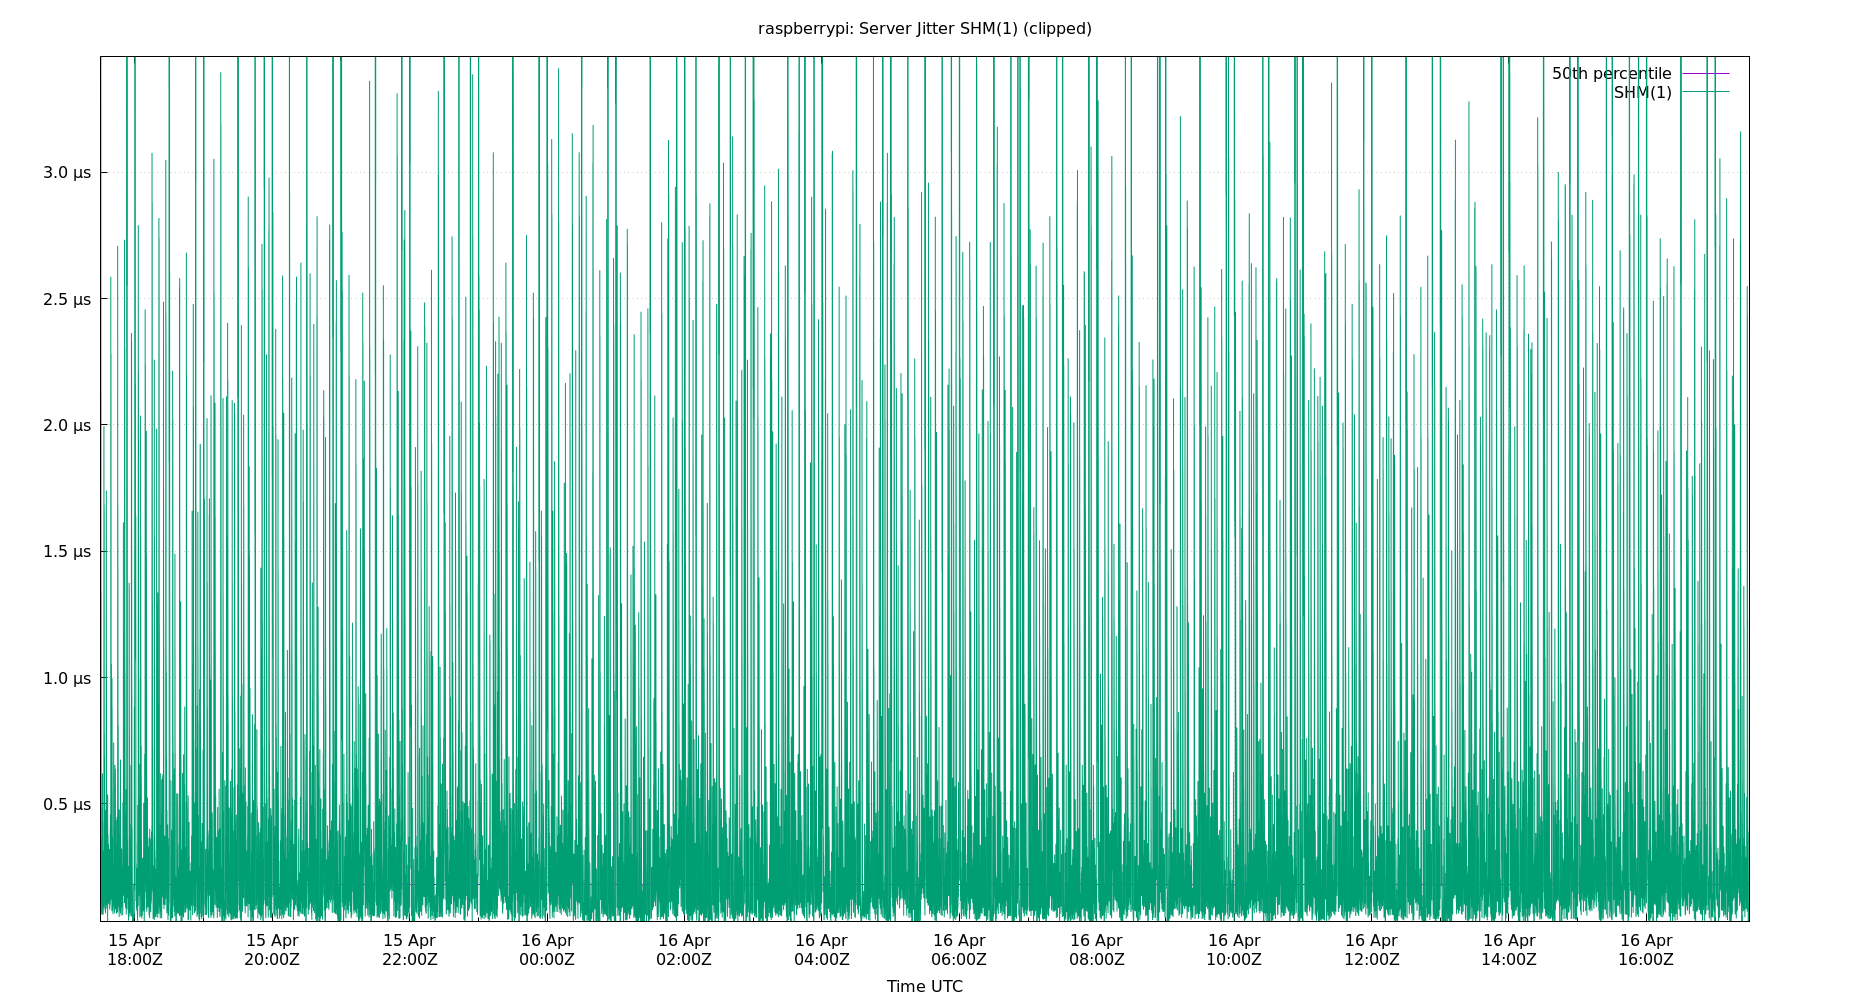 raspberrypi: Server Jitter SHM(1) (clipped)
50th percentile
SHM(1)
3.0 µs
2.5 µs
2.0 µs
1.5 µs
1.0 µs
0.5 µs
15 Apr 15 Apr 15 Apr 16 Apr 16 Apr 16 Apr 16 Apr 16 Apr 16 Apr 16 Apr 16 Apr 16 Apr
18:00Z 20:00Z 22:00Z 00:00Z 02:00Z 04:00Z 06:00Z 08:00Z 10:00Z 12:00Z 14:00Z 16:00Z
Time UTC